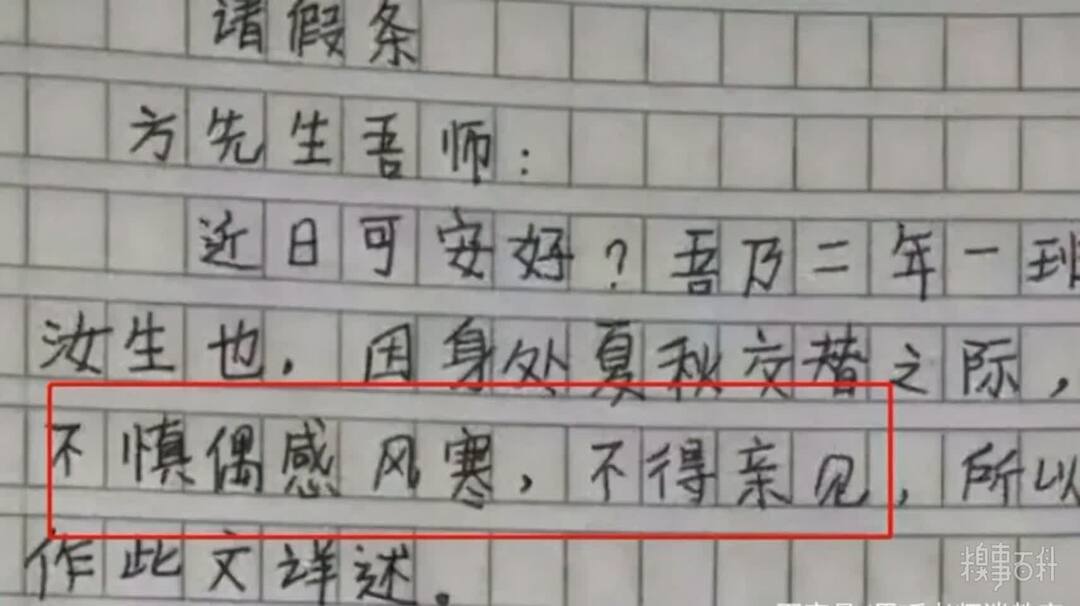 请假条
方先生吾师：
近日可安好？吾乃二年一班
汝生也，因身处夏秋交替之际，
不慎偶感风寒，不得亲见，所以
作此文详述。
糗事百科